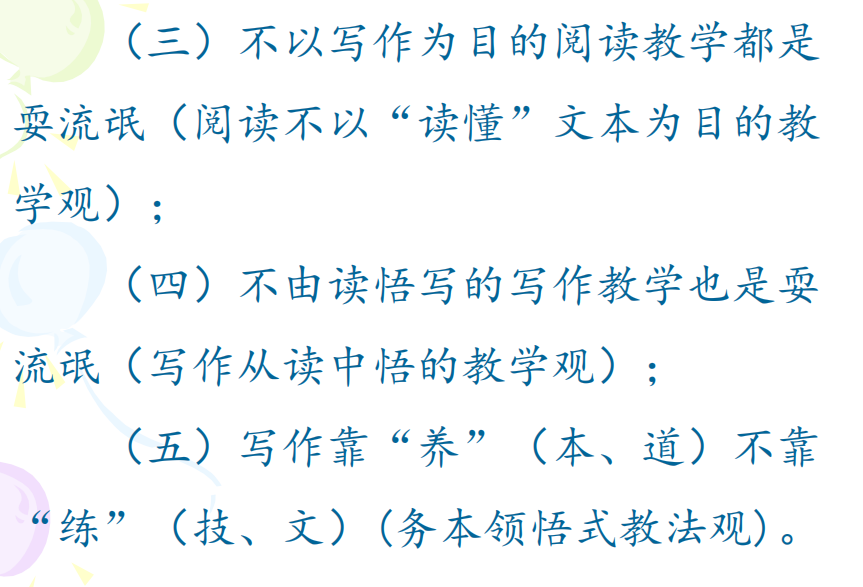 （三）不以写作为目的阅读教学都是
耍流氓（阅读不以“读懂”文本为目的教
学观）；
（四）不由读悟写的写作教学也是耍
流氓（写作从读中悟的教学观）；
（五）写作靠“养”（本、道）不靠
“练”（技、文）(务本领悟式教法观)。